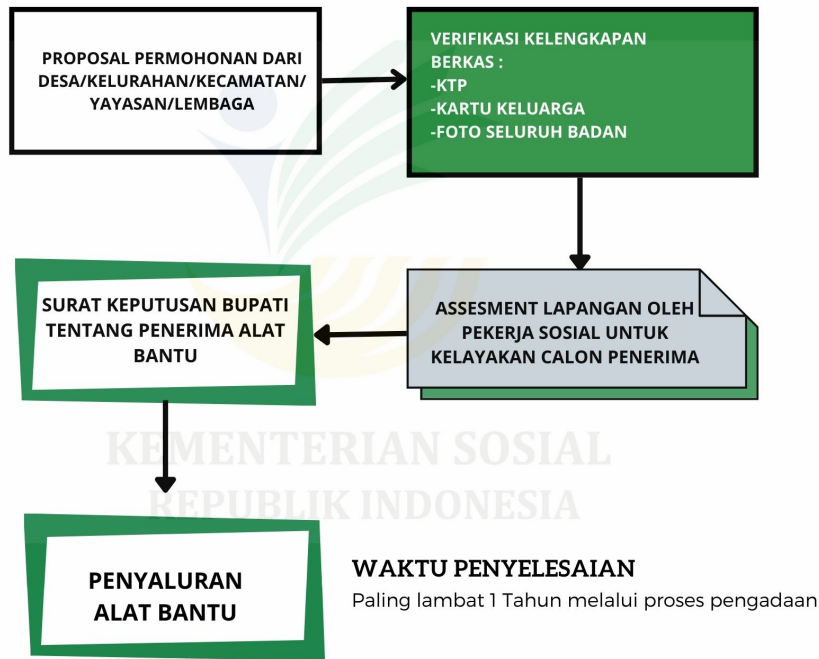 PROPOSAL PERMOHONAN DARI
DESA/KELURAHAN/KECAMATAN/
YAYASAN/LEMBAGA
VERIFIKASI KELENGKAPAN
BERKAS :
-KTP
-KARTU KELUARGA
-FOTO SELURUH BADAN
ASSESMENT LAPANGAN OLEH
PEKERJA SOSIAL UNTUK
KELAYAKAN CALON PENERIMA
SURAT KEPUTUSAN BUPATI
TENTANG PENERIMA ALAT
BANTU
KEMENTERIAN SOSIAL
REPUBLIK INDONESIA
PENYALURAN
ALAT BANTU
WAKTU PENYELESAIAN
Paling lambat 1 Tahun melalui proses pengadaan